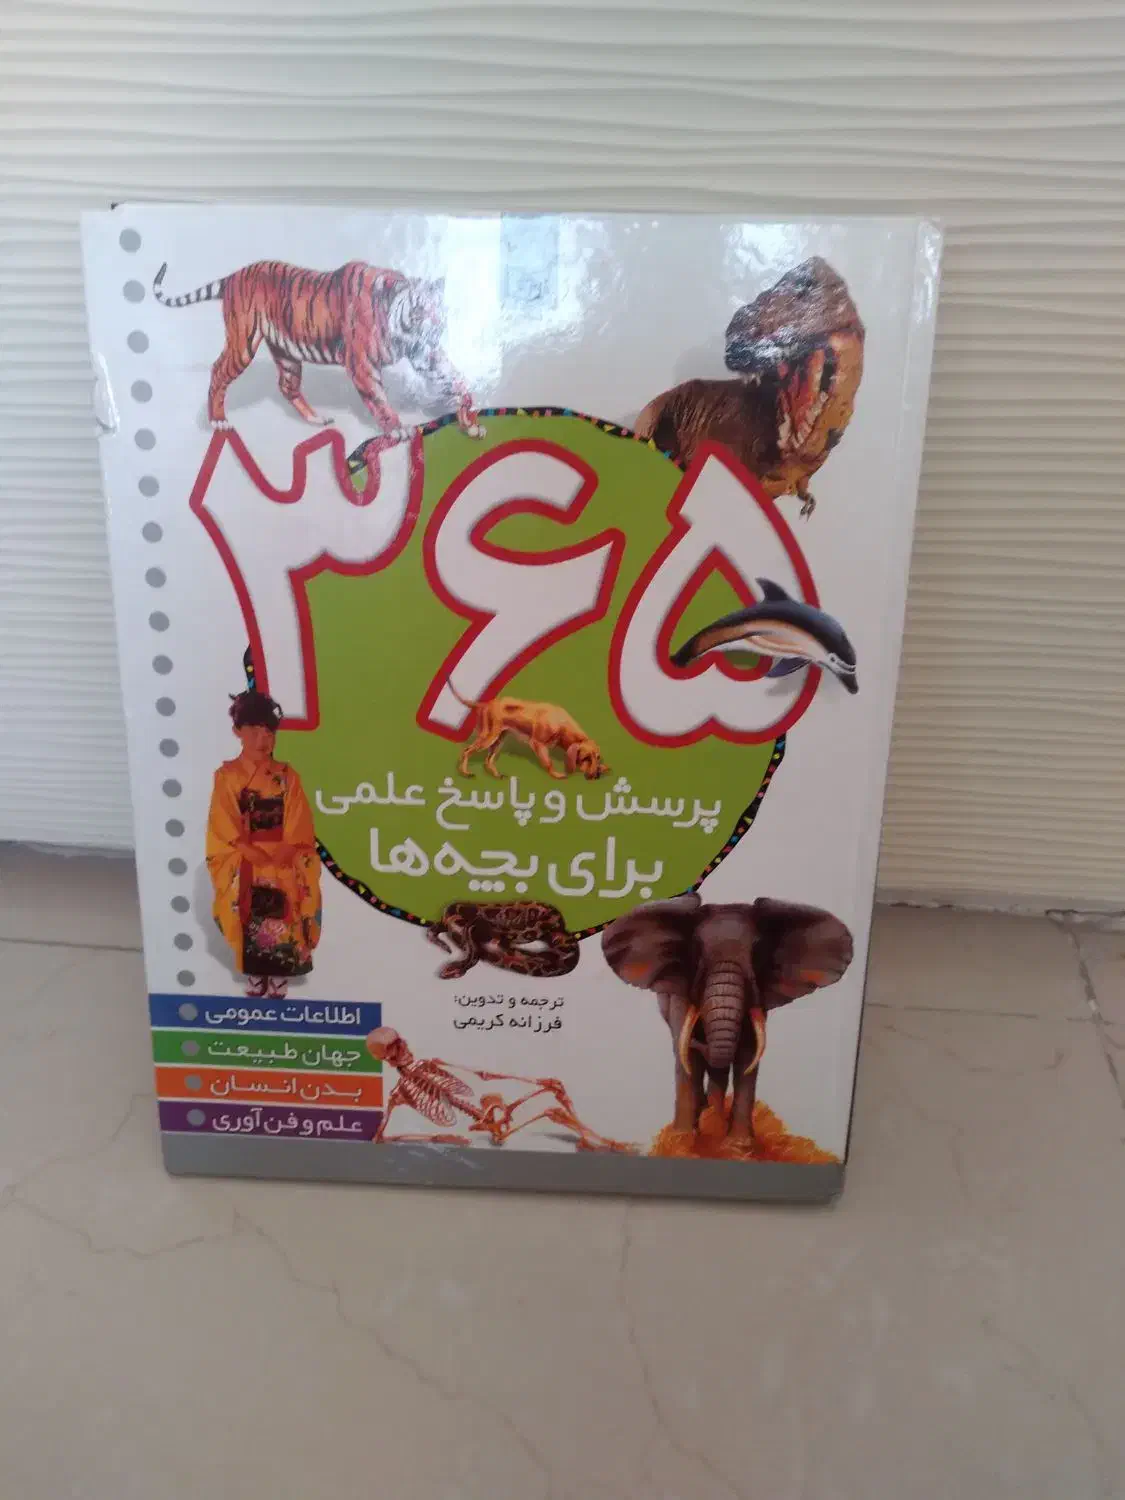 ۳۶۵
پرسش و پاسخ علمی
برای بچه‌ها
ترجمه و تدوین:
فرزانه کریمی
اطلاعات عمومی
جهان طبیعت
بدن انسان
علم و فن‌آوری